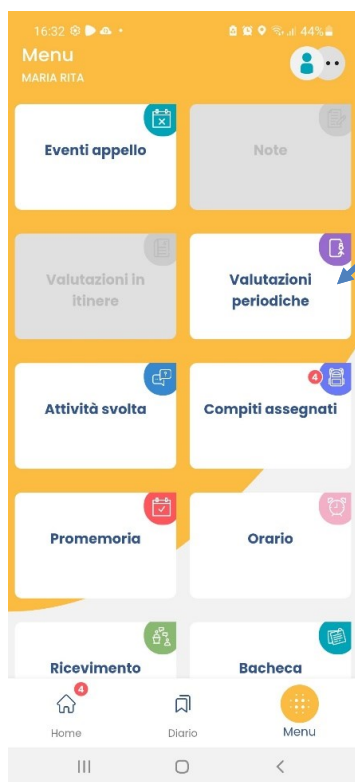 16:32
44%
Menu
MARIA RITA
Eventi appello
Note
Valutazioni in
itinere
Valutazioni
periodiche
Attività svolta
4
Compiti assegnati
Promemoria
Orario
Ricevimento
Bacheca
4
Home
Diario
Menu